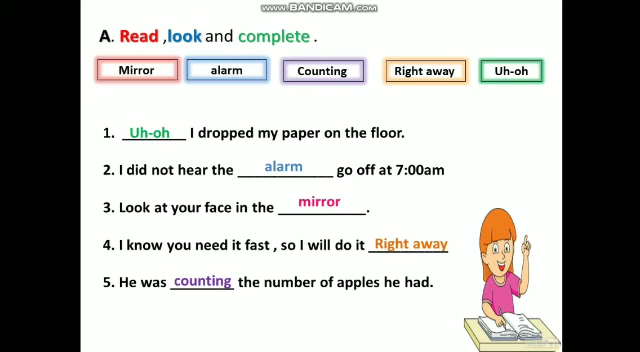 www.BANDICAM.com
A. Read ,look and complete .
Mirror alarm Counting Right away Uh-oh
1. Uh-oh I dropped my paper on the floor.
2. I did not hear the alarm go off at 7:00am
3. Look at your face in the mirror.
4. I know you need it fast , so I will do it Right away
5. He was counting the number of apples he had.